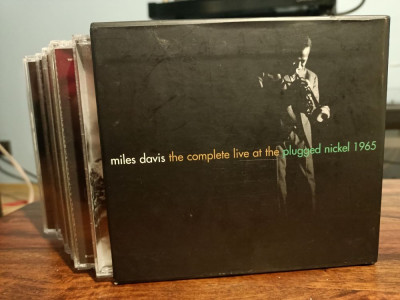 miles davis the complete live at the plugged nickel 1965